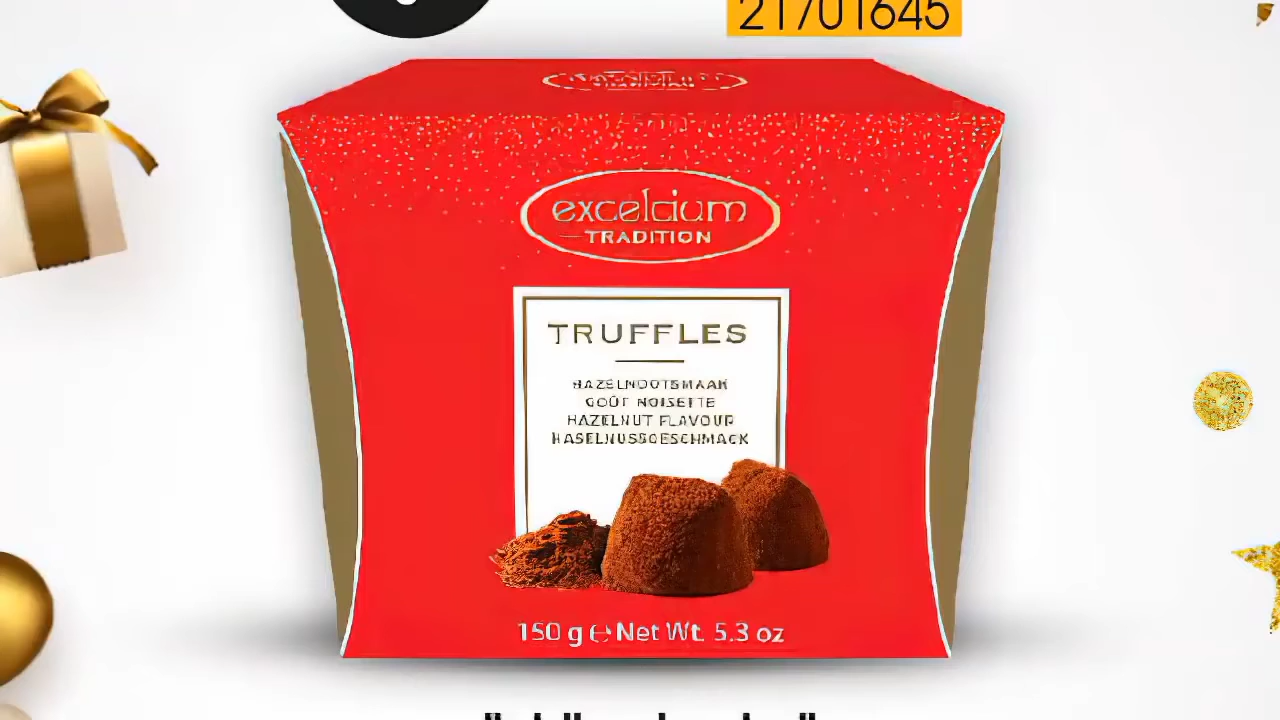 21701645
excelcium
TRADITION
TRUFFLES
HAZELNOOTSMAAK
GOÛT NOISETTE
HAZELNUT FLAVOUR
HASELNUSSGESCHMACK
150 g e Net Wt. 5.3 oz